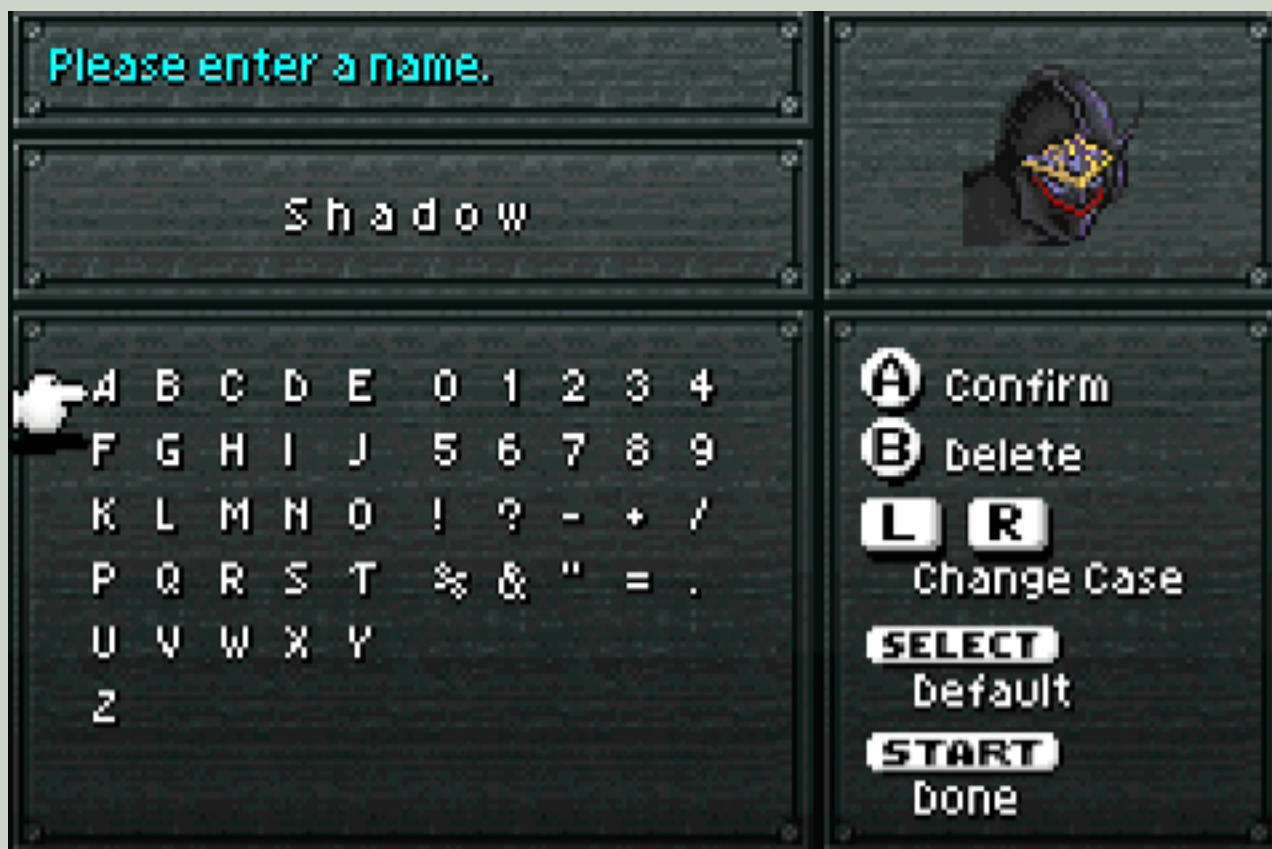 Please enter a name.
Shadow
A B C D E 0 1 2 3 4
F G H I J 5 6 7 8 9
K L M N O ! ? - + /
P Q R S T % & " = .
U V W X Y
Z
A Confirm
B Delete
L R
Change Case
SELECT
Default
START
Done